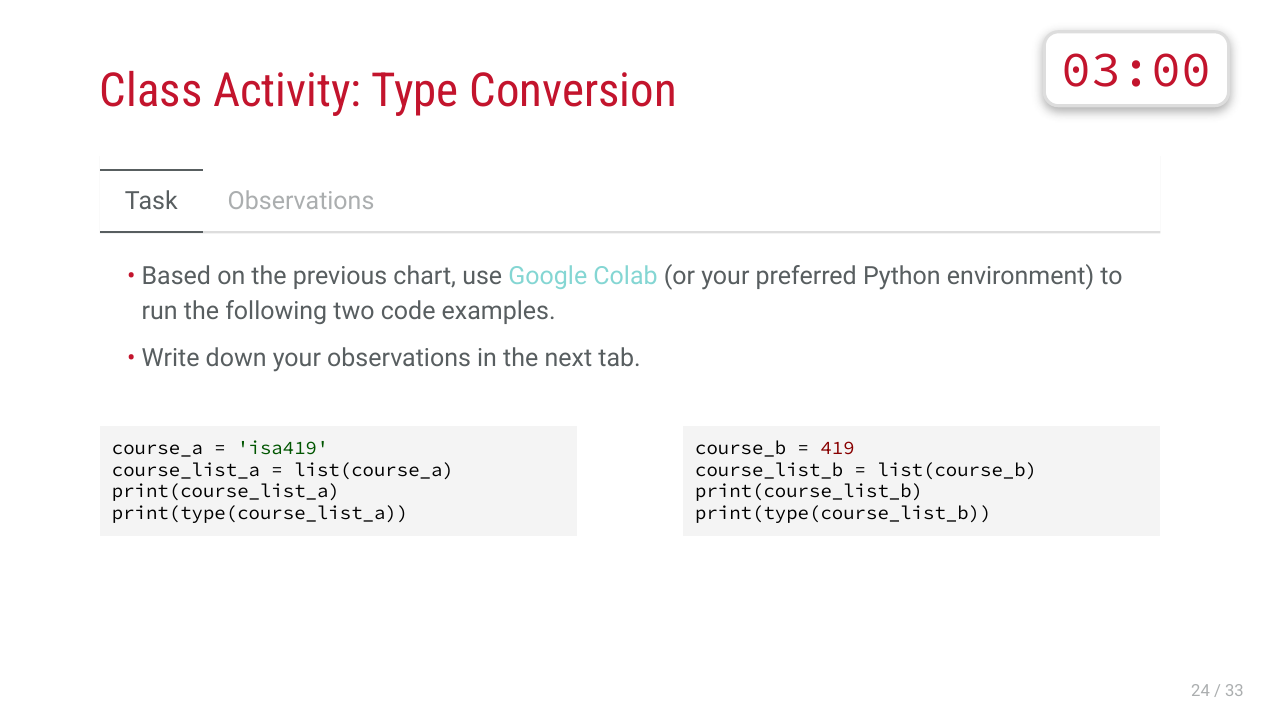 Class Activity: Type Conversion
03:00
Task
Observations
• Based on the previous chart, use Google Colab (or your preferred Python environment) to
run the following two code examples.
• Write down your observations in the next tab.
course_a = 'isa419'
course_list_a = list(course_a)
print(course_list_a)
print(type(course_list_a))
course_b = 419
course_list_b = list(course_b)
print(course_list_b)
print(type(course_list_b))
24 / 33